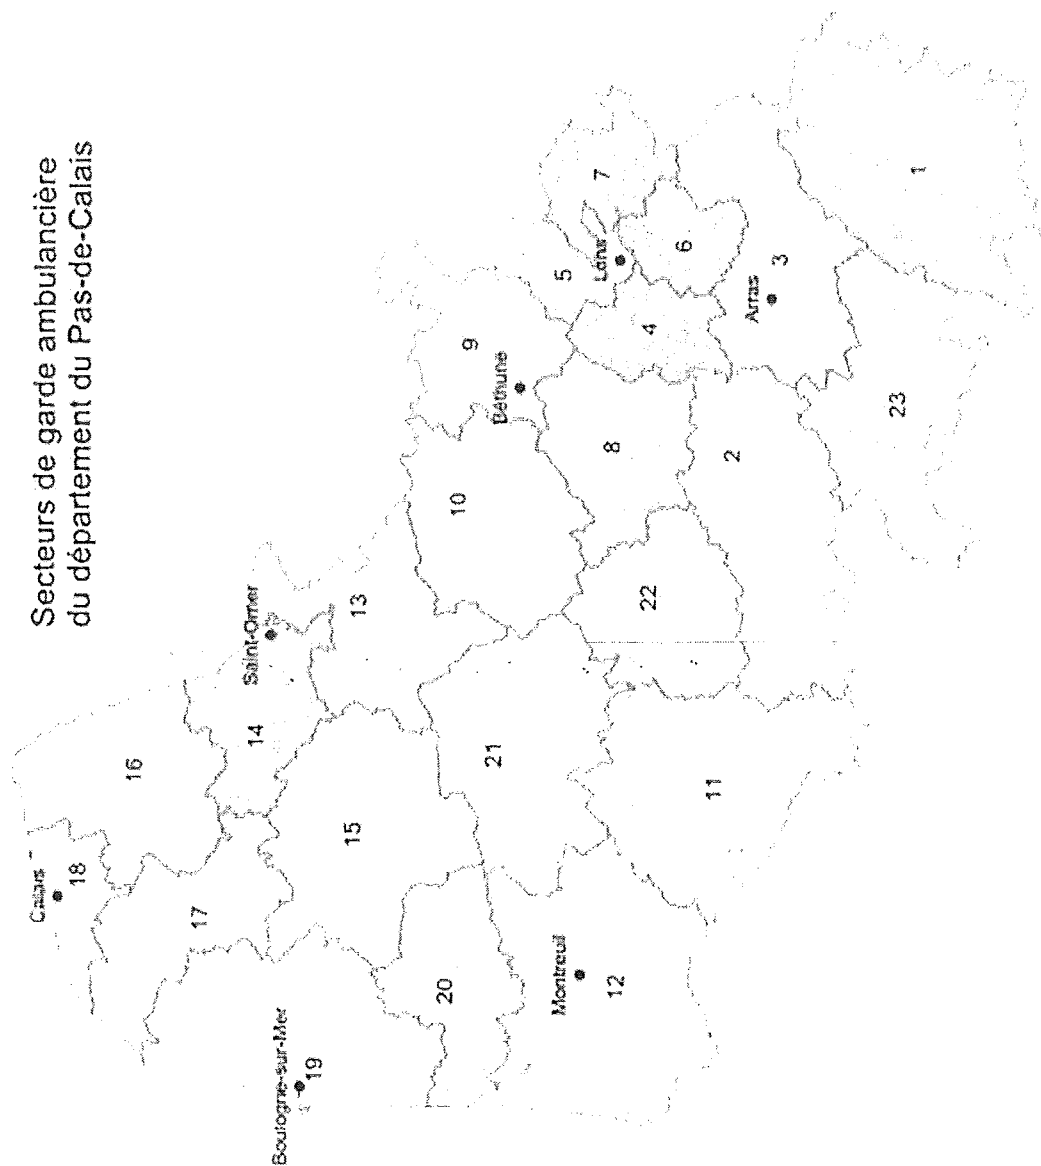 Secteurs de garde ambulancière
du département du Pas-de-Calais
Calais
18
16
17
Saint-Omer
14
13
Boulogne-sur-Mer
19
15
20
21
10
9
Béthune
5
7
Lens
4
6
8
Montreuil
12
11
22
2
Arras
3
23
1